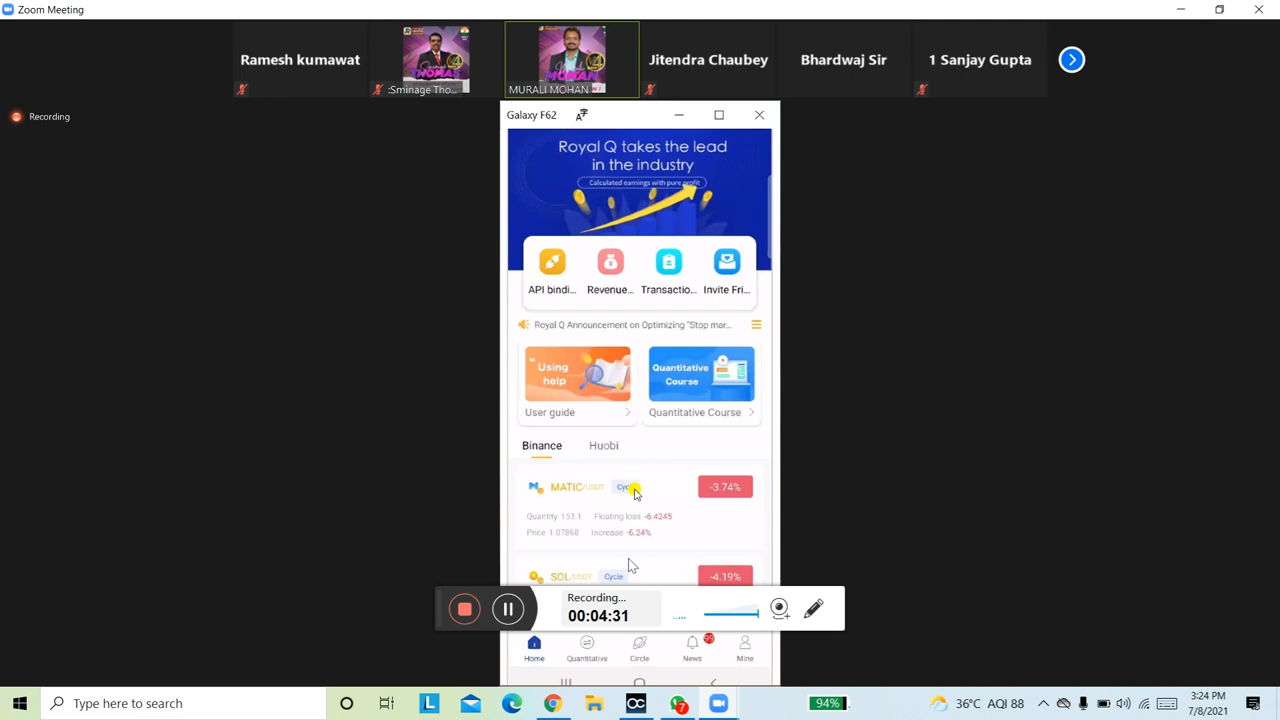 Zoom Meeting
Ramesh kumawat
THOMAS
:Sminage Tho...
MOHAN
MURALI MOHAN
Jitendra Chaubey
Bhardwaj Sir
1 Sanjay Gupta
Recording
Galaxy F62
Royal Q takes the lead
in the industry
Calculated earnings with pure profit
API bindi...
Revenue...
Transactio...
Invite Fri...
Royal Q Announcement on Optimizing "Stop mar...
Using
help
Quantitative
Course
User guide
Quantitative Course
Binance
Huobi
MATIC/USDT
-3.74%
Quantity 153.1
Floating loss -6.4245
Price 1.07868
Increase -6.24%
SOL/USDT
Cycle
-4.19%
Recording...
00:04:31
Home
Quantitative
Circle
News
Mine
Type here to search
L
OC
7
94%
36°C AQI 88
3:24 PM
7/8/2021